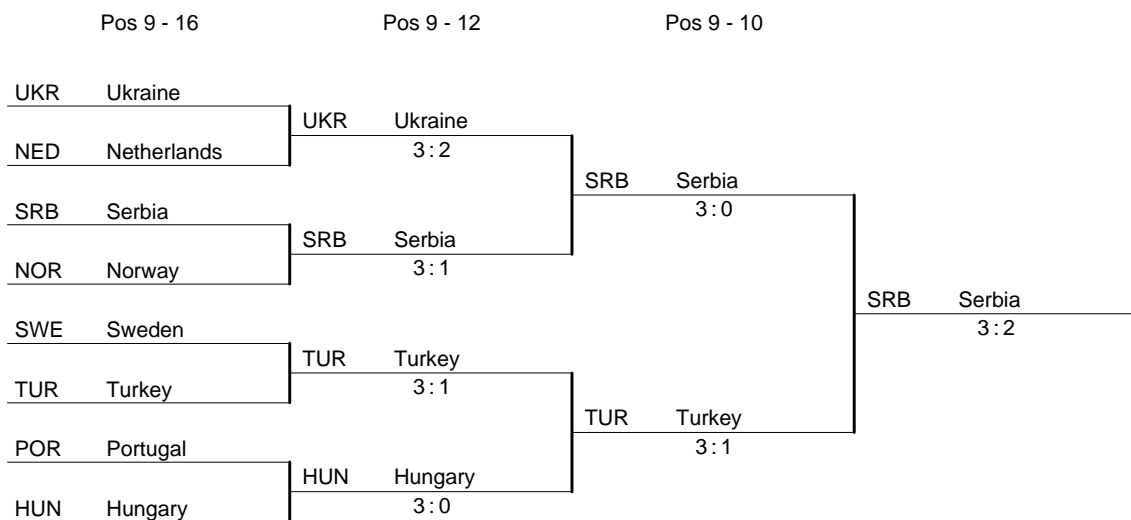 Pos 9 - 16 Pos 9 - 12 Pos 9 - 10
UKR Ukraine
UKR Ukraine
NED Netherlands 3 : 2
SRB Serbia
SRB Serbia 3 : 0
SRB Serbia
NOR Norway 3 : 1
SRB Serbia
SWE Sweden 3 : 2
TUR Turkey
TUR Turkey 3 : 1
TUR Turkey
POR Portugal 3 : 1
HUN Hungary
HUN Hungary 3 : 0